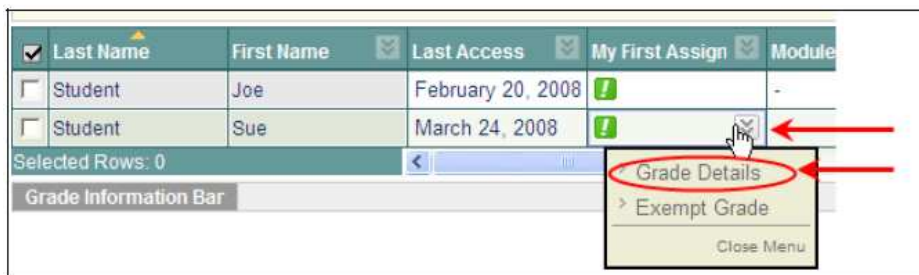 Last Name First Name Last Access My First Assign Module
Student Joe February 20, 2008 ! -
Student Sue March 24, 2008 !
Selected Rows: 0
Grade Details
Grade Information Bar
Exempt Grade
Close Menu